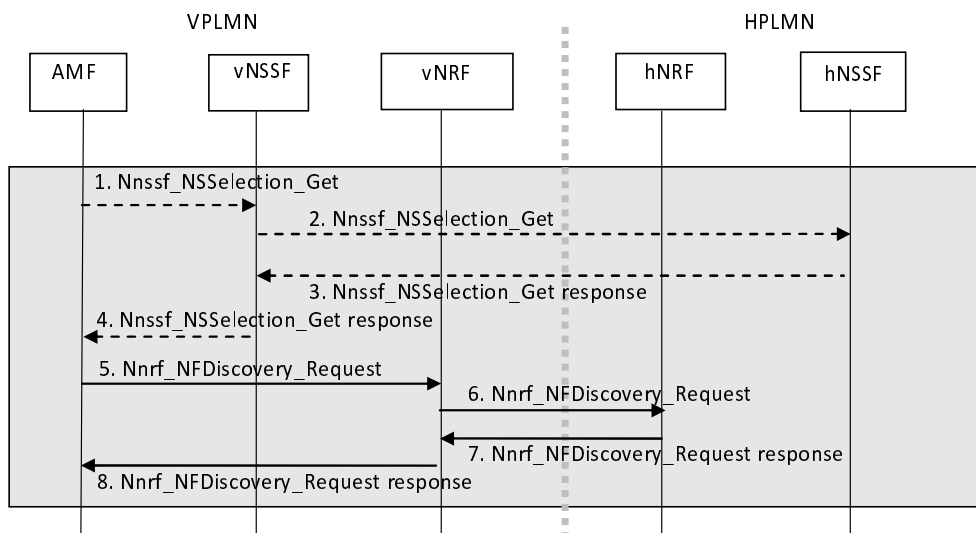 VPLMN
HPLMN
AMF
vNSSF
vNRF
hNRF
hNSSF
1. Nnssf_NSSelection_Get
2. Nnssf_NSSelection_Get
3. Nnssf_NSSelection_Get response
4. Nnssf_NSSelection_Get response
5. Nnrf_NFDiscovery_Request
6. Nnrf_NFDiscovery_Request
7. Nnrf_NFDiscovery_Request response
8. Nnrf_NFDiscovery_Request response